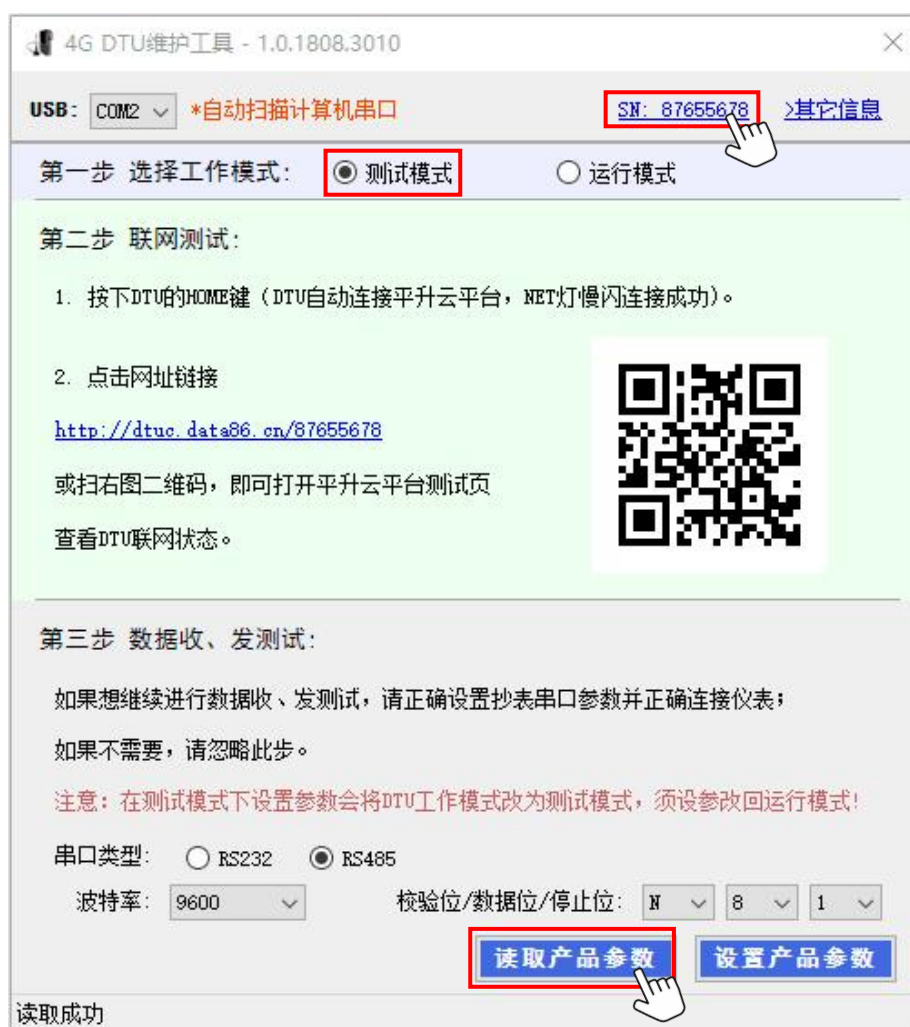 4G DTU维护工具 - 1.0.1808.3010
USB: COM2 *自动扫描计算机串口 SN: 87655678 >其它信息
第一步 选择工作模式: 测试模式 运行模式
第二步 联网测试:
1. 按下DTU的HOME键（DTU自动连接平升云平台，NET灯慢闪连接成功）。
2. 点击网址链接
http://dtuc.data86.cn/87655678
或扫右图二维码，即可打开平升云平台测试页
查看DTU联网状态。
第三步 数据收、发测试:
如果想继续进行数据收、发测试，请正确设置抄表串口参数并正确连接仪表；
如果不需要，请忽略此步。
注意：在测试模式下设置参数会将DTU工作模式改为测试模式，须设参改回运行模式!
串口类型: RS232 RS485
波特率: 9600 校验位/数据位/停止位: N 8 1
读取产品参数 设置产品参数
读取成功